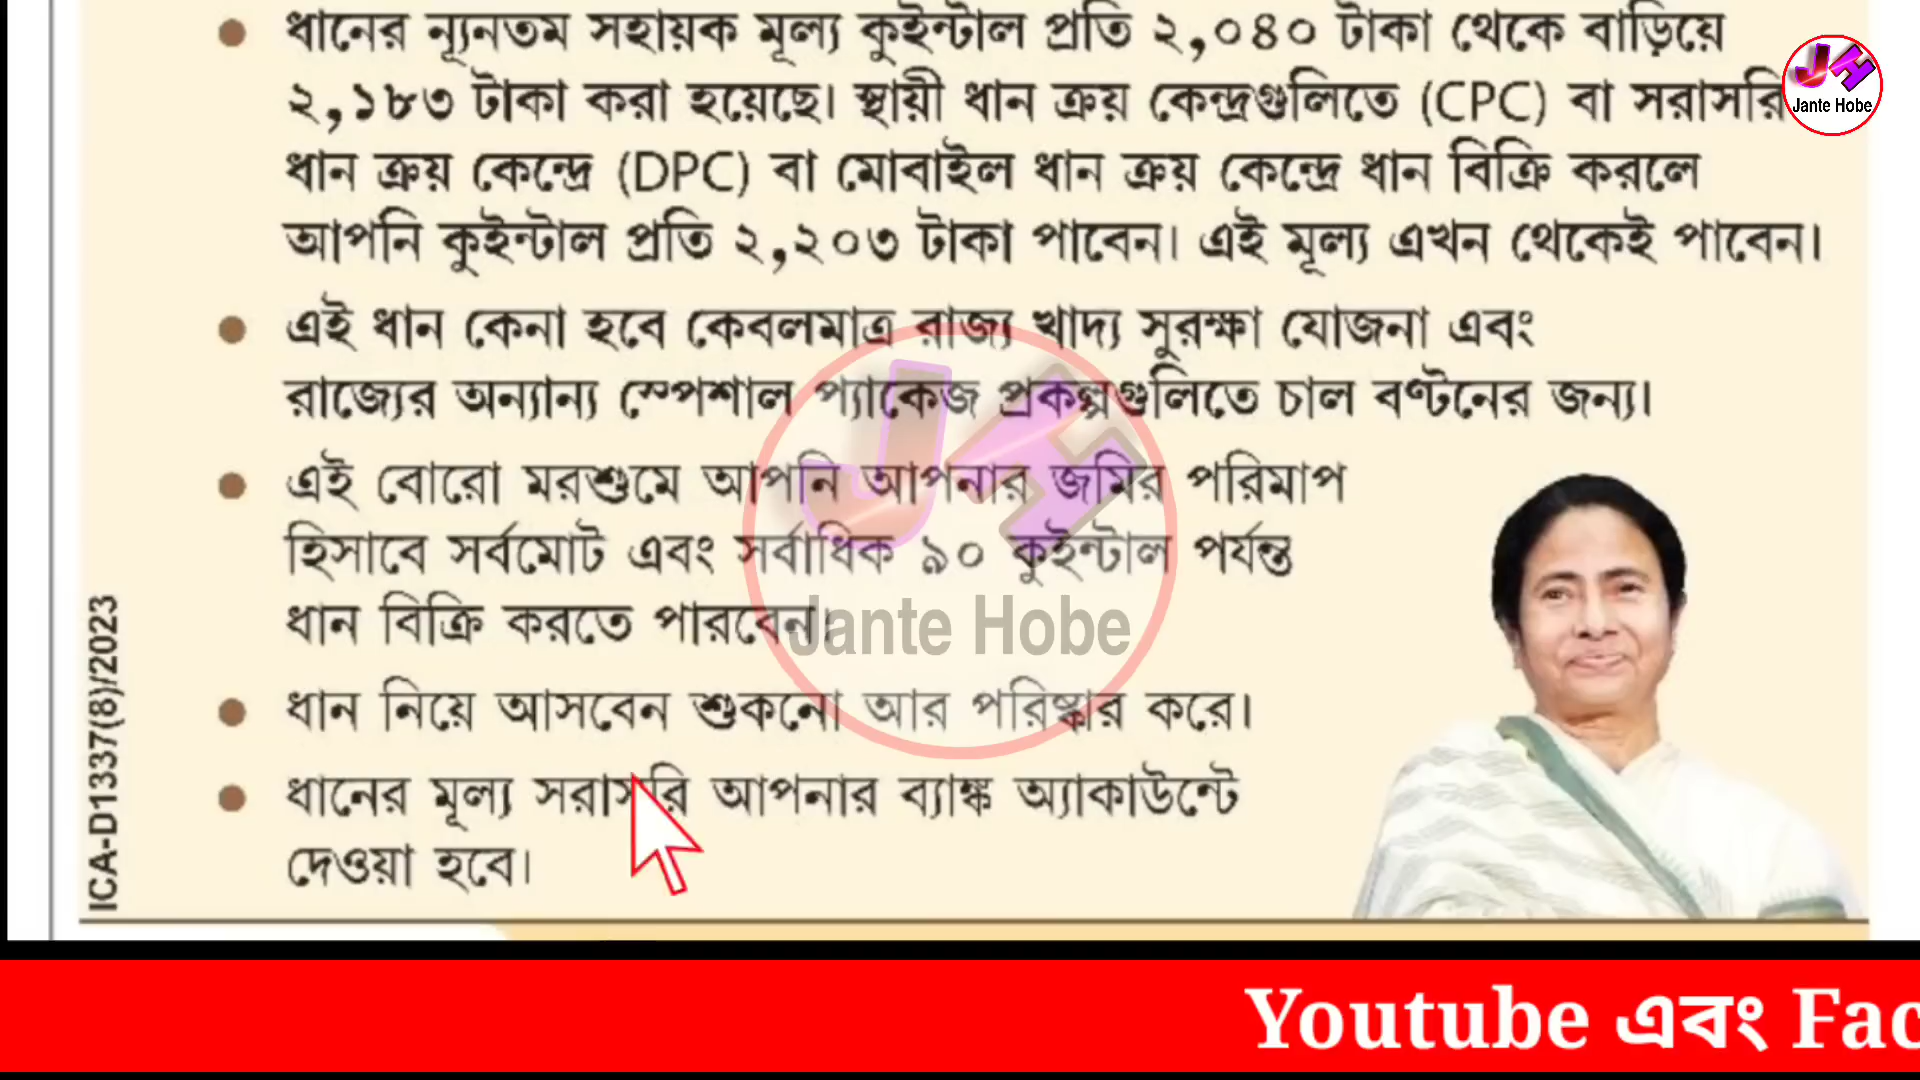 ধানের ন্যূনতম সহায়ক মূল্য কুইন্টাল প্রতি ২,০৪০ টাকা থেকে বাড়িয়ে
২,১৮৩ টাকা করা হয়েছে। স্থায়ী ধান ক্রয় কেন্দ্রগুলিতে (CPC) বা সরাসরি
ধান ক্রয় কেন্দ্রে (DPC) বা মোবাইল ধান ক্রয় কেন্দ্রে ধান বিক্রি করলে
আপনি কুইন্টাল প্রতি ২,২০৩ টাকা পাবেন। এই মূল্য এখন থেকেই পাবেন।
এই ধান কেনা হবে কেবলমাত্র রাজ্য খাদ্য সুরক্ষা যোজনা এবং
রাজ্যের অন্যান্য স্পেশাল প্যাকেজ প্রকল্পগুলিতে চাল বণ্টনের জন্য।
এই বোরো মরশুমে আপনি আপনার জমির পরিমাপ
হিসাবে সর্বমোট এবং সর্বাধিক ৯০ কুইন্টাল পর্যন্ত
ধান বিক্রি করতে পারবেন।
ধান নিয়ে আসবেন শুকনো আর পরিষ্কার করে।
ধানের মূল্য সরাসরি আপনার ব্যাঙ্ক অ্যাকাউন্টে
দেওয়া হবে।
ICA-D1337(8)/2023
JH
Jante Hobe
JH
Jante Hobe
Youtube এবং Fac